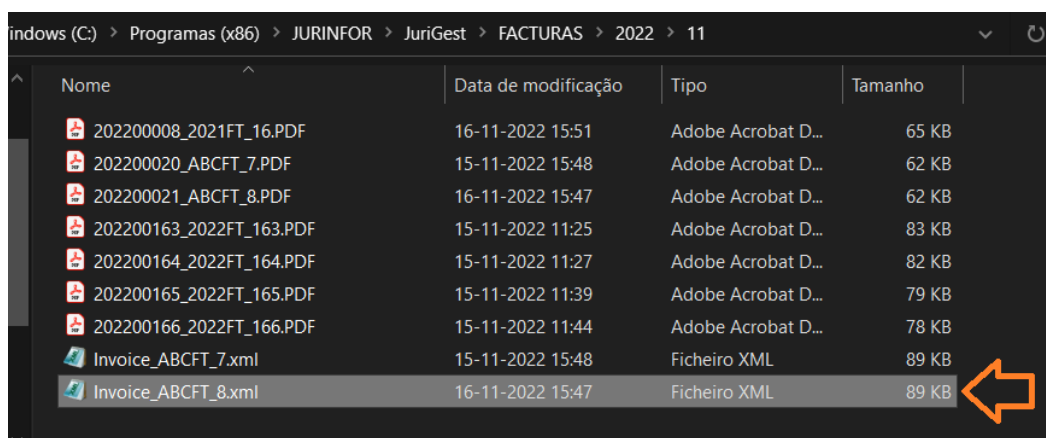 indows (C:) > Programas (x86) > JURINFOR > JuriGest > FACTURAS > 2022 > 11
Nome Data de modificação Tipo Tamanho
202200008_2021FT_16.PDF 16-11-2022 15:51 Adobe Acrobat D... 65 KB
202200020_ABCFT_7.PDF 15-11-2022 15:48 Adobe Acrobat D... 62 KB
202200021_ABCFT_8.PDF 16-11-2022 15:47 Adobe Acrobat D... 62 KB
202200163_2022FT_163.PDF 15-11-2022 11:25 Adobe Acrobat D... 83 KB
202200164_2022FT_164.PDF 15-11-2022 11:27 Adobe Acrobat D... 82 KB
202200165_2022FT_165.PDF 15-11-2022 11:39 Adobe Acrobat D... 79 KB
202200166_2022FT_166.PDF 15-11-2022 11:44 Adobe Acrobat D... 78 KB
Invoice_ABCFT_7.xml 15-11-2022 15:48 Ficheiro XML 89 KB
Invoice_ABCFT_8.xml 16-11-2022 15:47 Ficheiro XML 89 KB